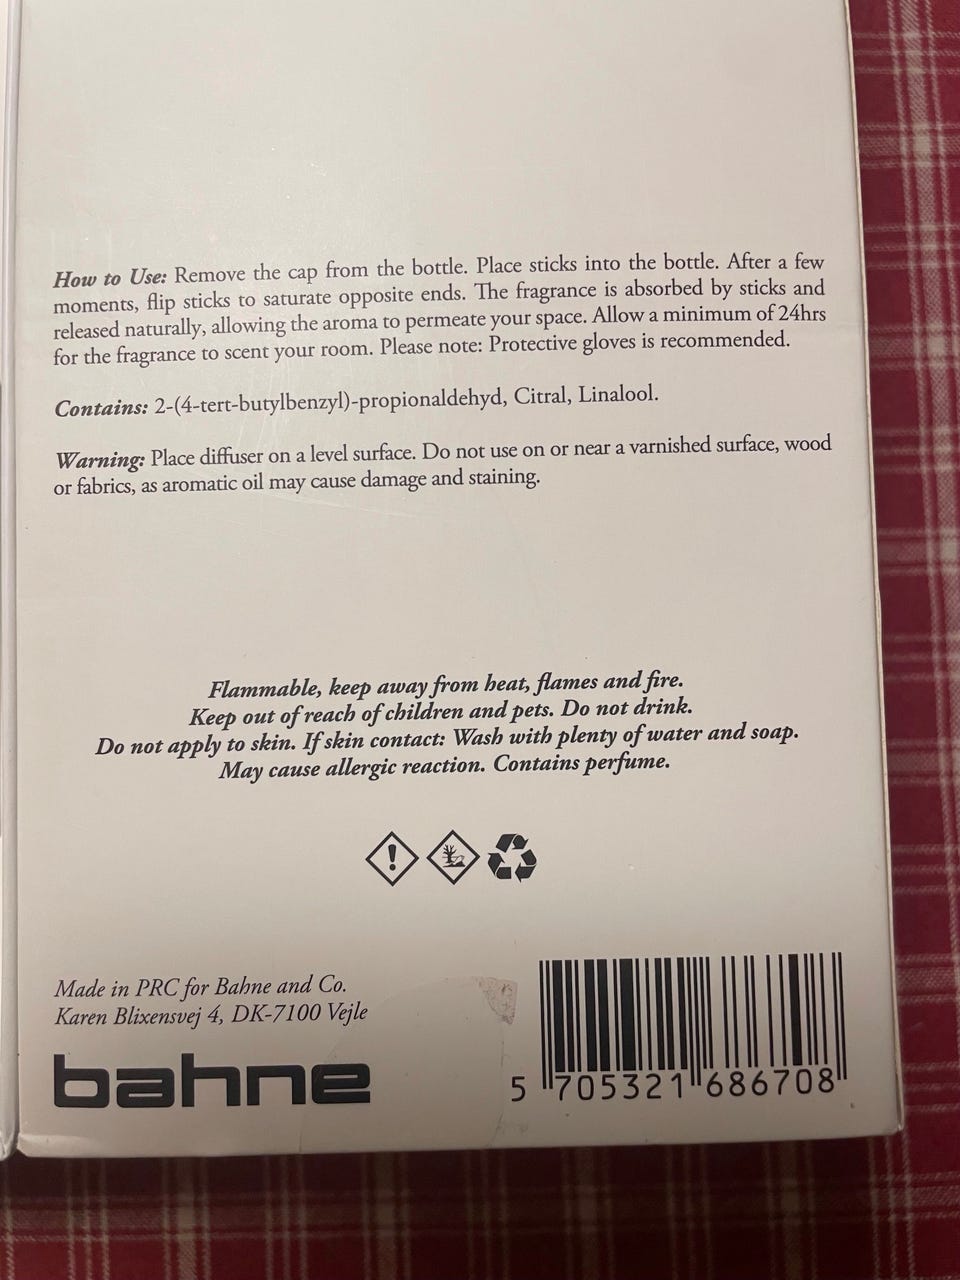 How to Use: Remove the cap from the bottle. Place sticks into the bottle. After a few
moments, flip sticks to saturate opposite ends. The fragrance is absorbed by sticks and
released naturally, allowing the aroma to permeate your space. Allow a minimum of 24hrs
for the fragrance to scent your room. Please note: Protective gloves is recommended.
Contains: 2-(4-tert-butylbenzyl)-propionaldehyd, Citral, Linalool.
Warning: Place diffuser on a level surface. Do not use on or near a varnished surface, wood
or fabrics, as aromatic oil may cause damage and staining.
Flammable, keep away from heat, flames and fire.
Keep out of reach of children and pets. Do not drink.
Do not apply to skin. If skin contact: Wash with plenty of water and soap.
May cause allergic reaction. Contains perfume.
Made in PRC for Bahne and Co.
Karen Blixensvej 4, DK-7100 Vejle
bahne
5 705321 686708